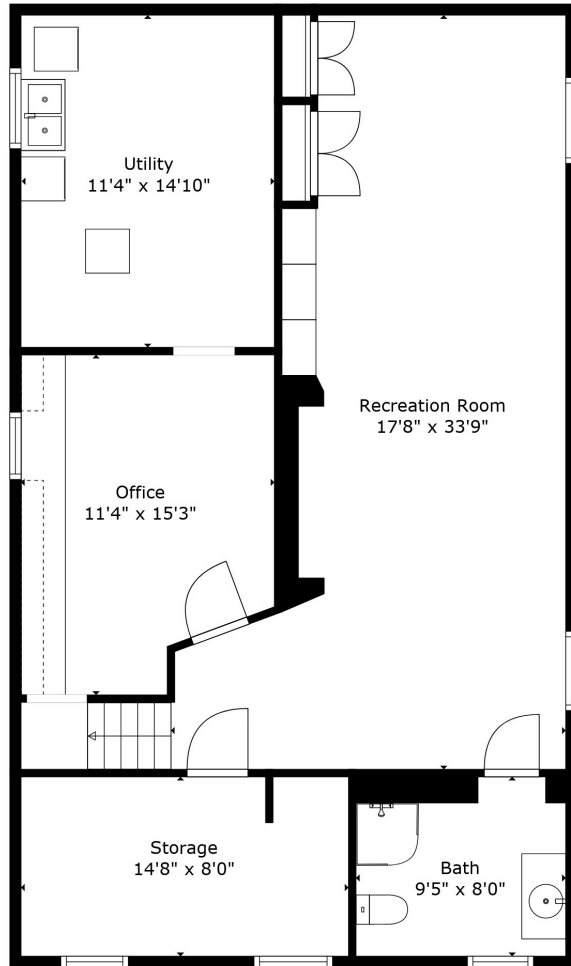 Utility
11'4" x 14'10"
Recreation Room
17'8" x 33'9"
Office
11'4" x 15'3"
Storage
14'8" x 8'0"
Bath
9'5" x 8'0"